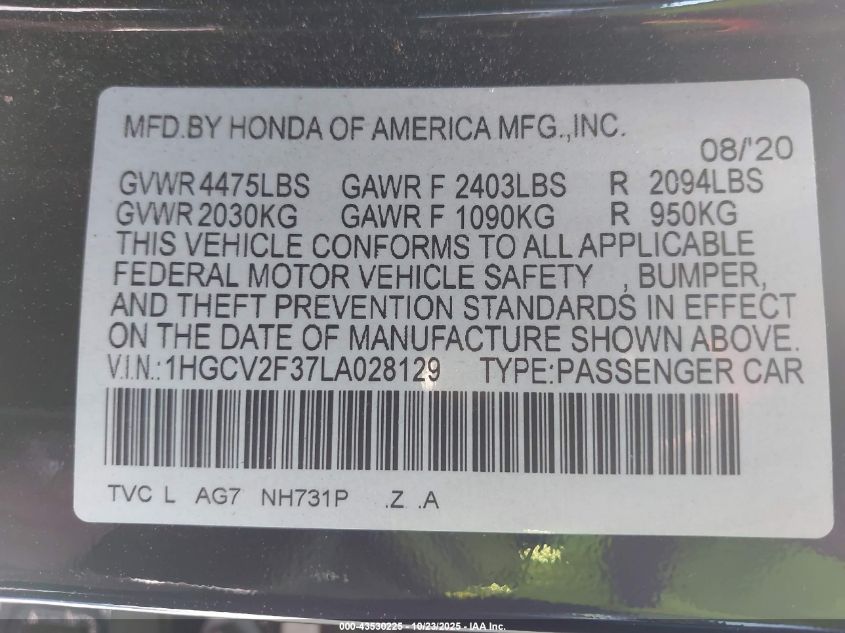 MFD.BY HONDA OF AMERICA MFG.,INC.
08/'20
GVWR 4475LBS GAWR F 2403LBS R 2094LBS
GVWR 2030KG GAWR F 1090KG R 950KG
THIS VEHICLE CONFORMS TO ALL APPLICABLE
FEDERAL MOTOR VEHICLE SAFETY , BUMPER,
AND THEFT PREVENTION STANDARDS IN EFFECT
ON THE DATE OF MANUFACTURE SHOWN ABOVE.
V.I.N.:1HGCV2F37LA028129 TYPE:PASSENGER CAR
TVC L AG7 NH731P .Z .A
000-43530225 - 10/23/2025 - IAA Inc.